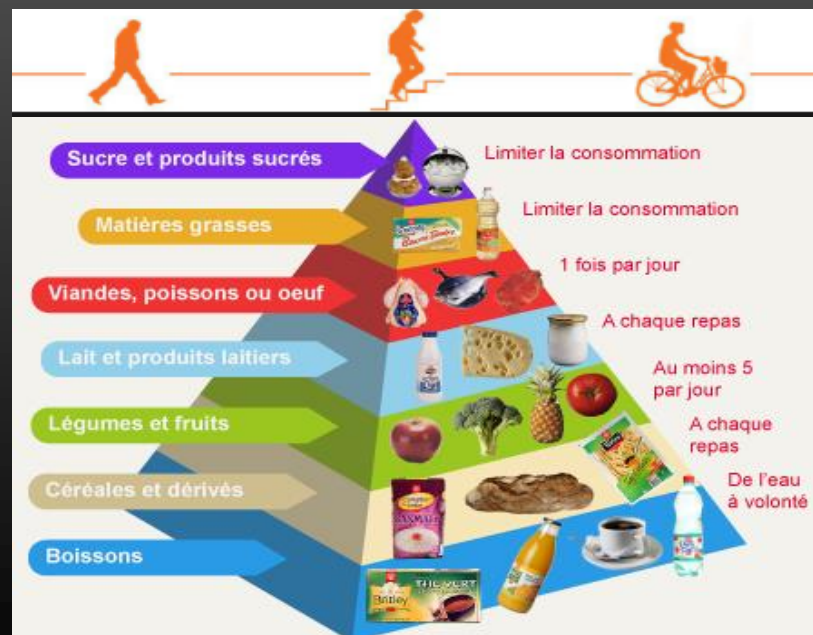 Sucre et produits sucrés
Limiter la consommation
Matières grasses
Limiter la consommation
Viandes, poissons ou oeuf
1 fois par jour
Lait et produits laitiers
A chaque repas
Légumes et fruits
Au moins 5
par jour
Céréales et dérivés
A chaque
repas
Boissons
De l'eau
à volonté
THE VERT